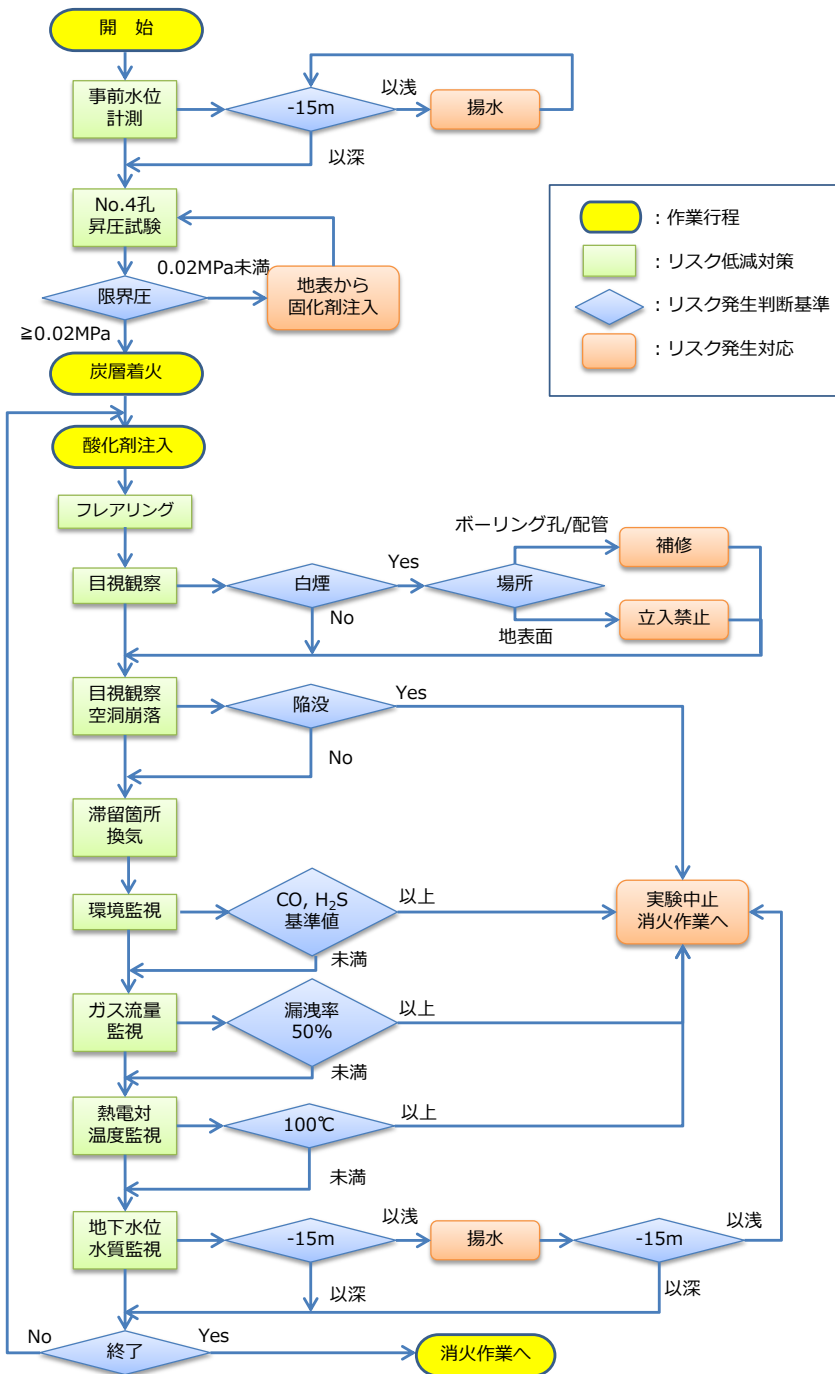 開 始
事前水位
計測
-15m
以浅
揚水
以深
No.4孔
昇圧試験
0.02MPa未満
限界圧
地表から
固化剤注入
≧0.02MPa
: 作業行程
: リスク低減対策
: リスク発生判断基準
: リスク発生対応
炭層着火
酸化剤注入
フレアリング
ボーリング孔/配管
目視観察
白煙
Yes
場所
補修
No
地表面
立入禁止
目視観察
空洞崩落
陥没
Yes
No
滞留箇所
換気
環境監視
CO, H₂S
基準値
以上
実験中止
消火作業へ
未満
ガス流量
監視
漏洩率
50%
以上
未満
熱電対
温度監視
100℃
以上
未満
地下水位
水質監視
-15m
以浅
揚水
-15m
以浅
以深
以深
No
終了
Yes
消火作業へ